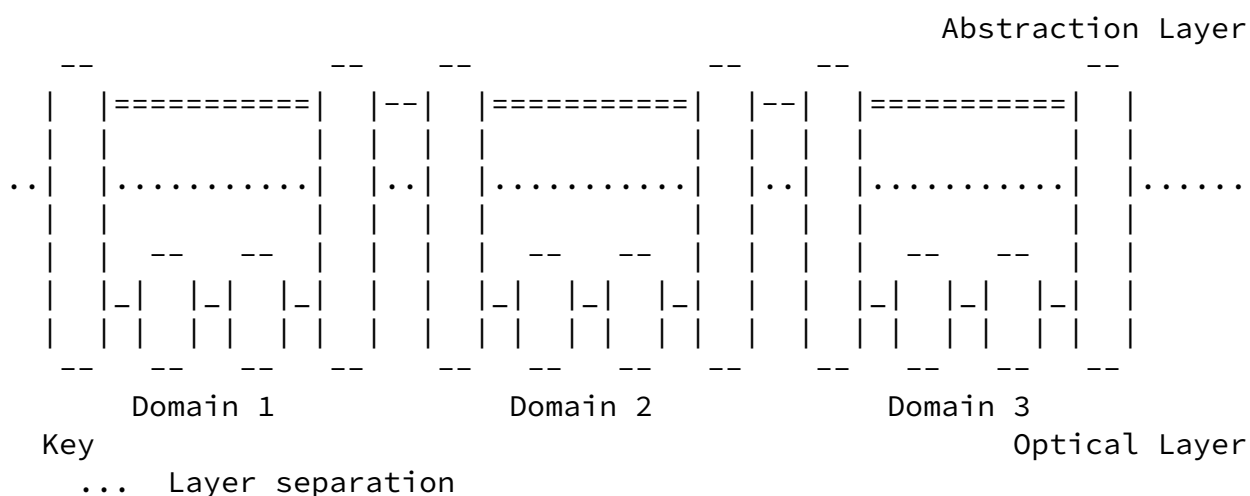 Abstraction Layer
 -- -- -- -- -- --
| |===========| |--| |===========| |--| |===========| |
| | | | | | | | | | | |
..| |...........| |..| |...........| |..| |...........| |......
| | | | | | | | | | | |
| | -- -- | | | | -- -- | | | | -- -- | |
| |_| |_| |_| | | |_| |_| |_| | | |_| |_| |_| |
| | | | | | | | | | | | | | | | | | | | | | | |
-- -- -- -- -- -- -- -- -- -- -- --
Domain 1 Domain 2 Domain 3
Key Optical Layer
... Layer separation